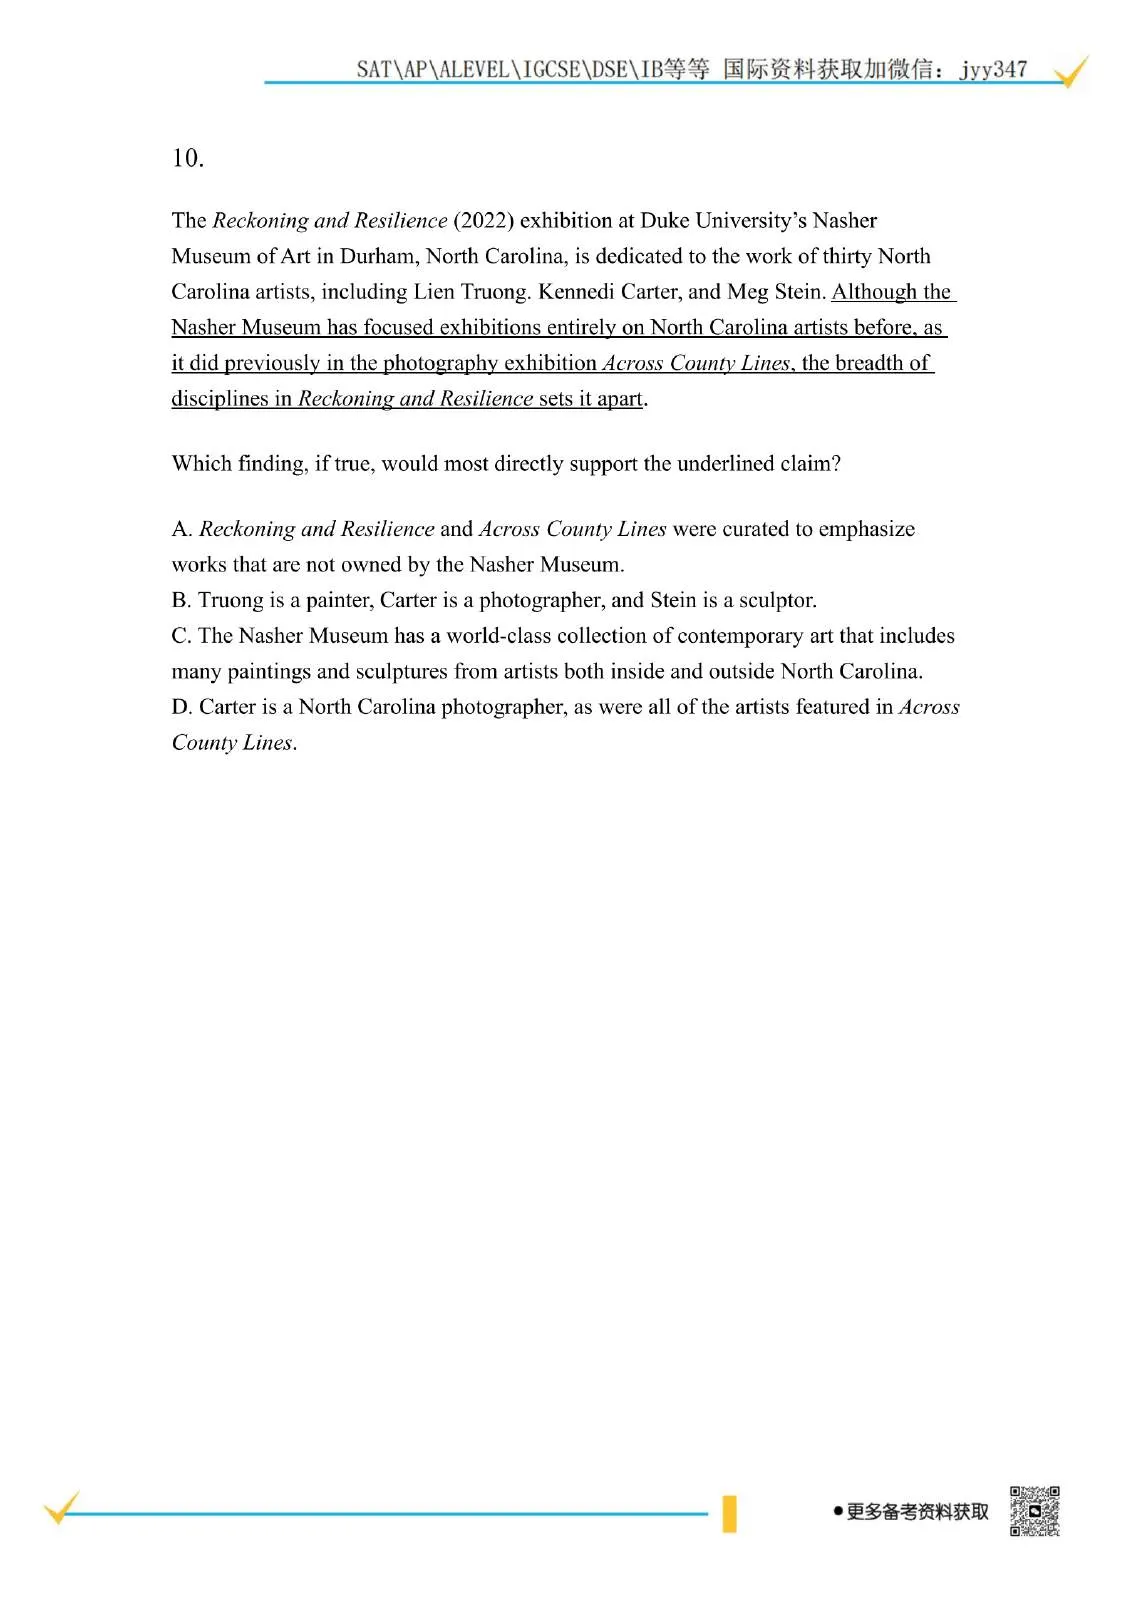 SAT\AP\ALEVEL\IGCSE\DSE\IB等等 国际资料获取加微信: jyy347
10.
The Reckoning and Resilience (2022) exhibition at Duke University’s Nasher
Museum of Art in Durham, North Carolina, is dedicated to the work of thirty North
Carolina artists, including Lien Truong. Kennedi Carter, and Meg Stein. Although the
Nasher Museum has focused exhibitions entirely on North Carolina artists before, as
it did previously in the photography exhibition Across County Lines, the breadth of
disciplines in Reckoning and Resilience sets it apart.
Which finding, if true, would most directly support the underlined claim?
A. Reckoning and Resilience and Across County Lines were curated to emphasize
works that are not owned by the Nasher Museum.
B. Truong is a painter, Carter is a photographer, and Stein is a sculptor.
C. The Nasher Museum has a world-class collection of contemporary art that includes
many paintings and sculptures from artists both inside and outside North Carolina.
D. Carter is a North Carolina photographer, as were all of the artists featured in Across
County Lines.
●更多备考资料获取